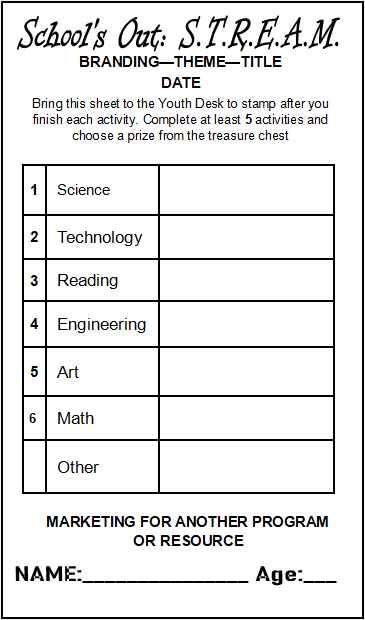 School's Out: S.T.R.E.A.M.
BRANDING—THEME—TITLE
DATE
Bring this sheet to the Youth Desk to stamp after you
finish each activity. Complete at least 5 activities and
choose a prize from the treasure chest
1 Science
2 Technology
3 Reading
4 Engineering
5 Art
6 Math
Other
MARKETING FOR ANOTHER PROGRAM
OR RESOURCE
NAME:_________________ Age:___